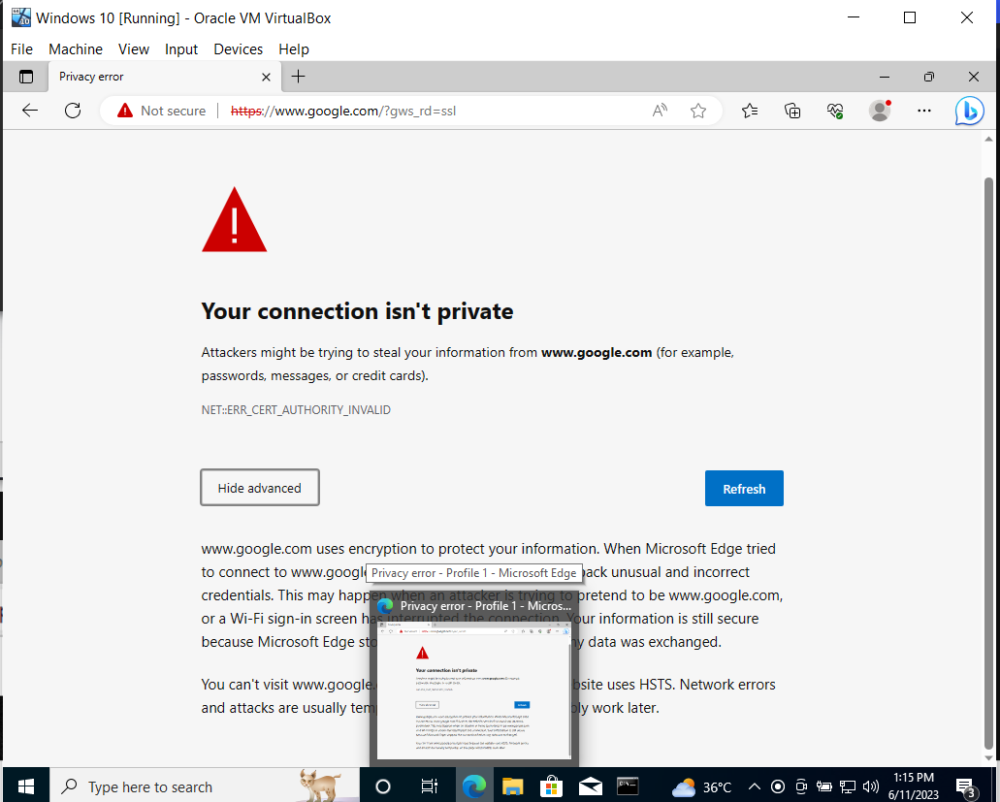 Windows 10 [Running] - Oracle VM VirtualBox
File Machine View Input Devices Help
Privacy error
Not secure https://www.google.com/?gws_rd=ssl
Your connection isn't private
Attackers might be trying to steal your information from www.google.com (for example,
passwords, messages, or credit cards).
NET::ERR_CERT_AUTHORITY_INVALID
Hide advanced
Refresh
www.google.com uses encryption to protect your information. When Microsoft Edge tried
to connect to www.googl back unusual and incorrect
Privacy error - Profile 1 - Microsoft Edge
credentials. This may happen when an attacker is trying to pretend to be www.google.com,
Privacy error - Profile 1 - Micros...
or a Wi-Fi sign-in screen has interrupted the connection. Your information is still secure
because Microsoft Edge sto ny data was exchanged.
Your connection isn't private
You can't visit www.google. bsite uses HSTS. Network errors
and attacks are usually tem bly work later.
Type here to search
36°C
1:15 PM
6/11/2023
3